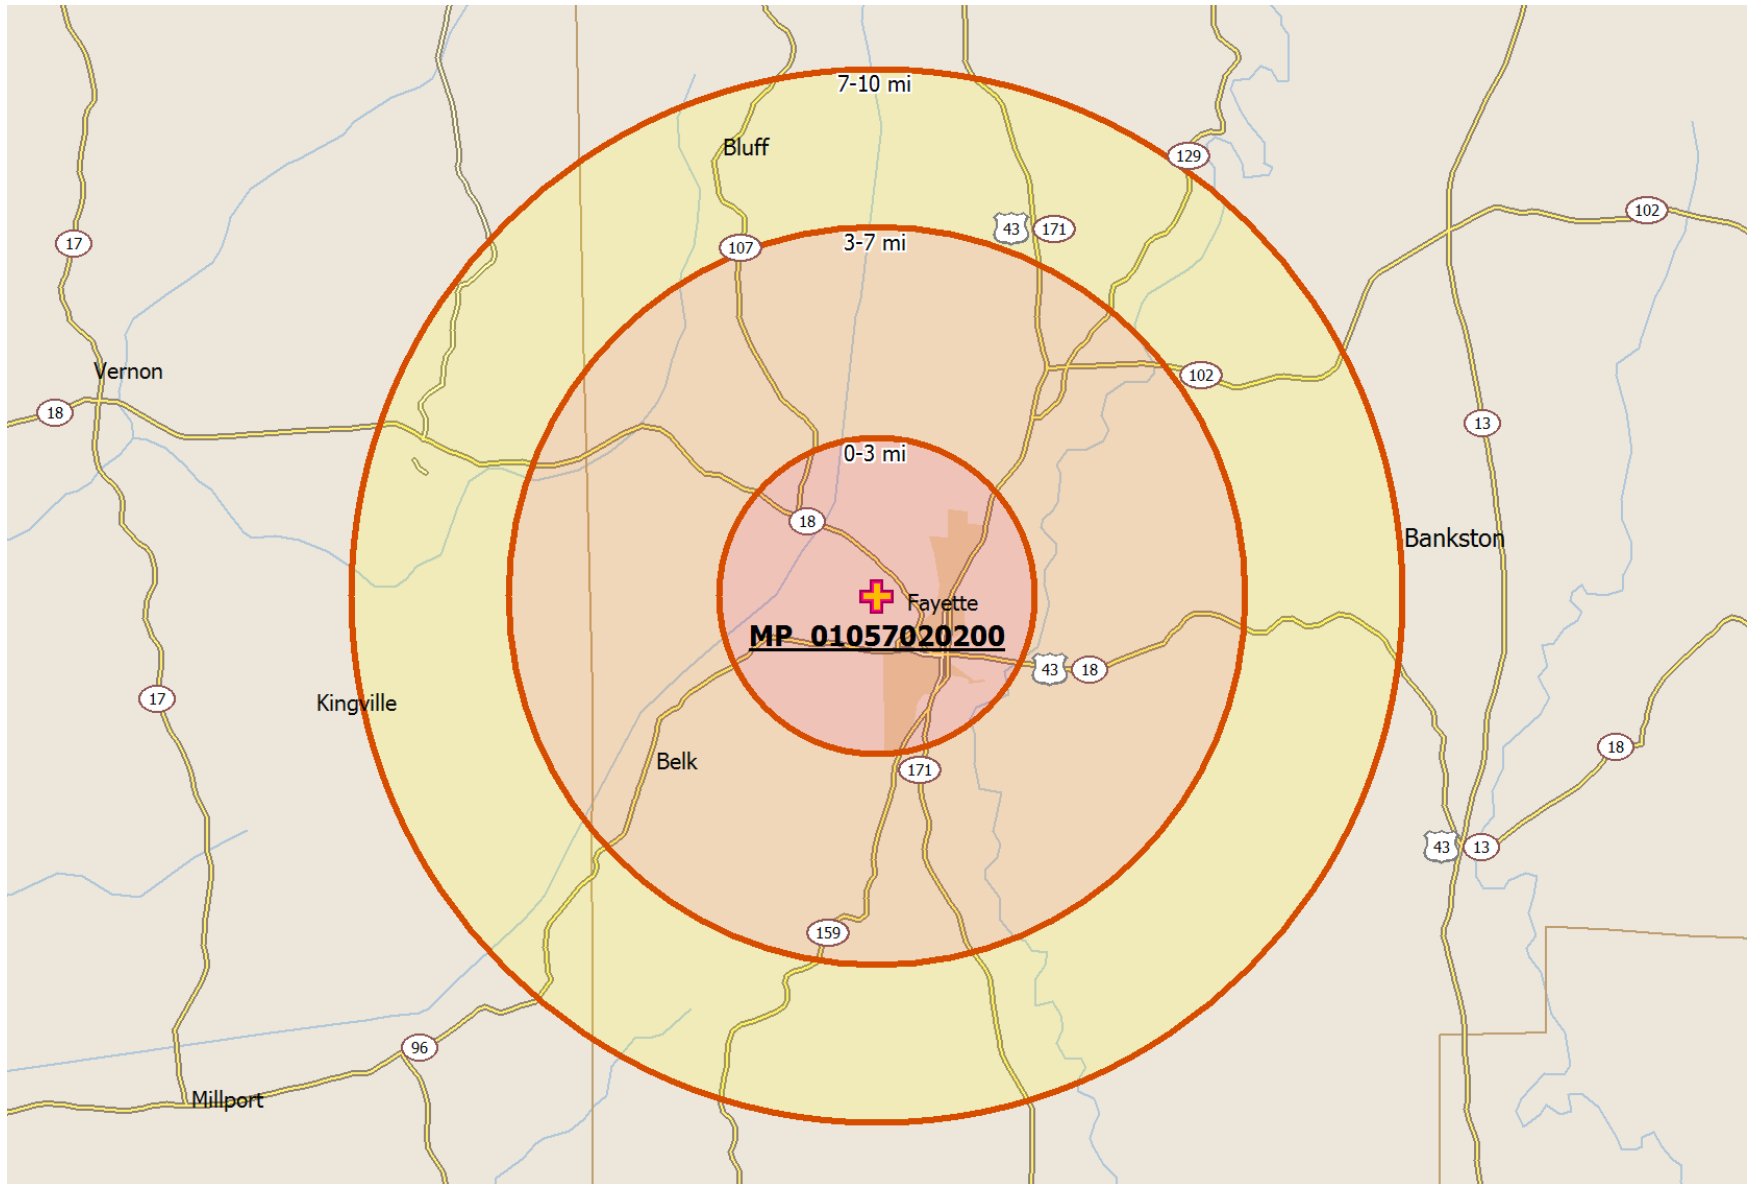 7-10 mi
Bluff
129
102
43 171
17
3-7 mi
107
Vernon
102
18
13
0-3 mi
18
Bankston
Fayette
MP 01057020200
43 18
17
Kingville
18
Belk
171
43 13
159
96
Millport